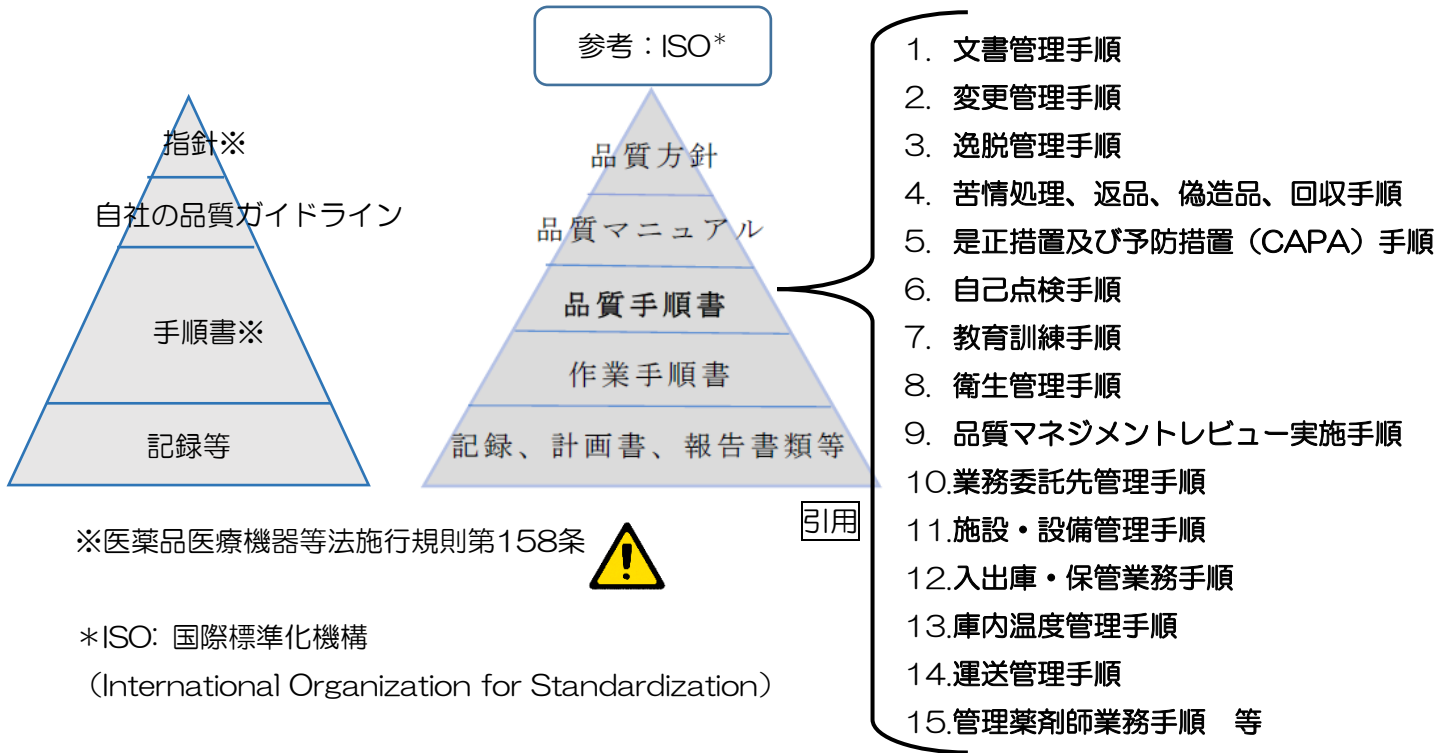 参考：ISO*
指針※
自社の品質ガイドライン
手順書※
記録等
品質方針
品質マニュアル
品質手順書
作業手順書
記録、計画書、報告書類等
引用
※医薬品医療機器等法施行規則第158条
*ISO: 国際標準化機構
（International Organization for Standardization）
1. 文書管理手順
2. 変更管理手順
3. 逸脱管理手順
4. 苦情処理、返品、偽造品、回収手順
5. 是正措置及び予防措置（CAPA）手順
6. 自己点検手順
7. 教育訓練手順
8. 衛生管理手順
9. 品質マネジメントレビュー実施手順
10.業務委託先管理手順
11.施設・設備管理手順
12.入出庫・保管業務手順
13.庫内温度管理手順
14.運送管理手順
15.管理薬剤師業務手順　等